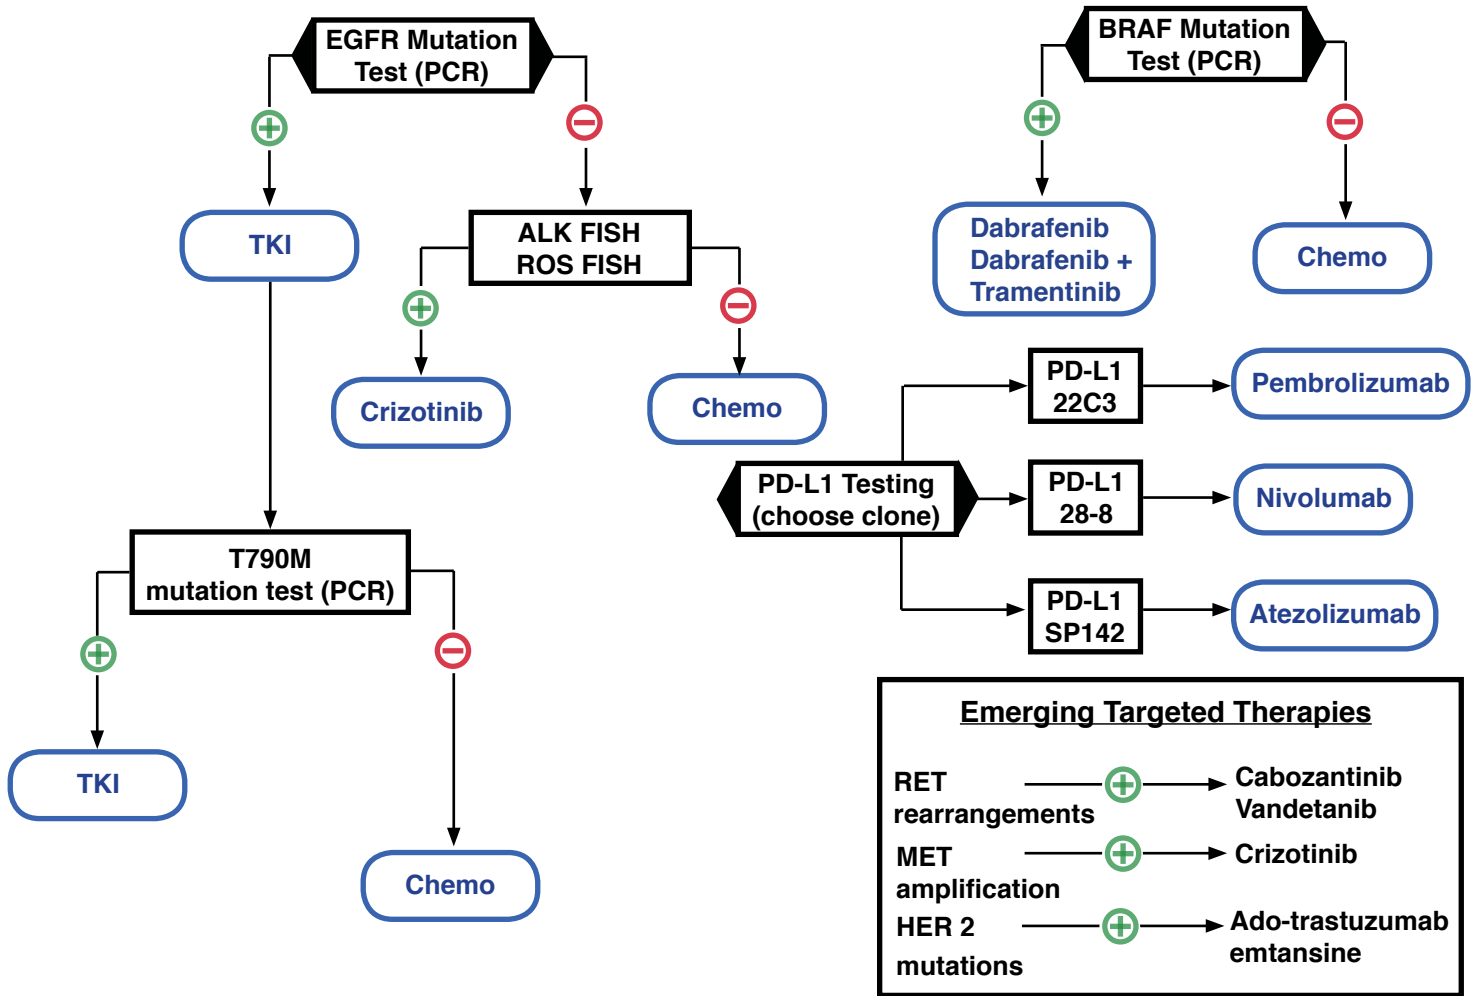 EGFR Mutation
Test (PCR)
TKI
ALK FISH
ROS FISH
Crizotinib
Chemo
T790M
mutation test (PCR)
TKI
Chemo
BRAF Mutation
Test (PCR)
Dabrafenib
Dabrafenib +
Tramentinib
Chemo
PD-L1 Testing
(choose clone)
PD-L1
22C3
Pembrolizumab
PD-L1
28-8
Nivolumab
PD-L1
SP142
Atezolizumab
Emerging Targeted Therapies
RET
rearrangements
Cabozantinib
Vandetanib
MET
amplification
Crizotinib
HER 2
mutations
Ado-trastuzumab
emtansine